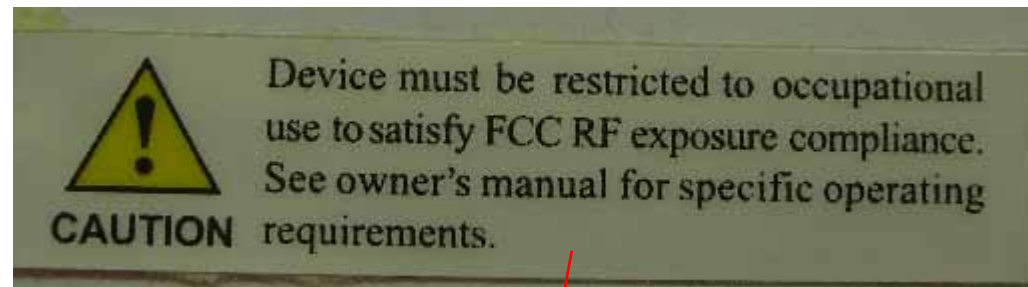 Device must be restricted to occupational
use to satisfy FCC RF exposure compliance.
See owner's manual for specific operating
requirements.
CAUTION